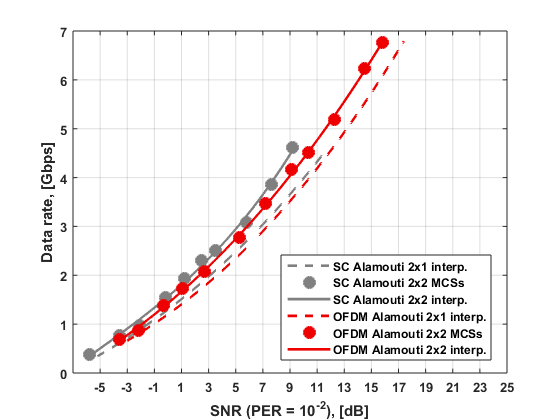 7
6
5
4
3
2
1
0
Data rate, [Gbps]
SC Alamouti 2x1 interp.
SC Alamouti 2x2 MCSs
SC Alamouti 2x2 interp.
OFDM Alamouti 2x1 interp.
OFDM Alamouti 2x2 MCSs
OFDM Alamouti 2x2 interp.
-5 -3 -1 1 3 5 7 9 11 13 15 17 19 21 23 25
SNR (PER = 10⁻²), [dB]